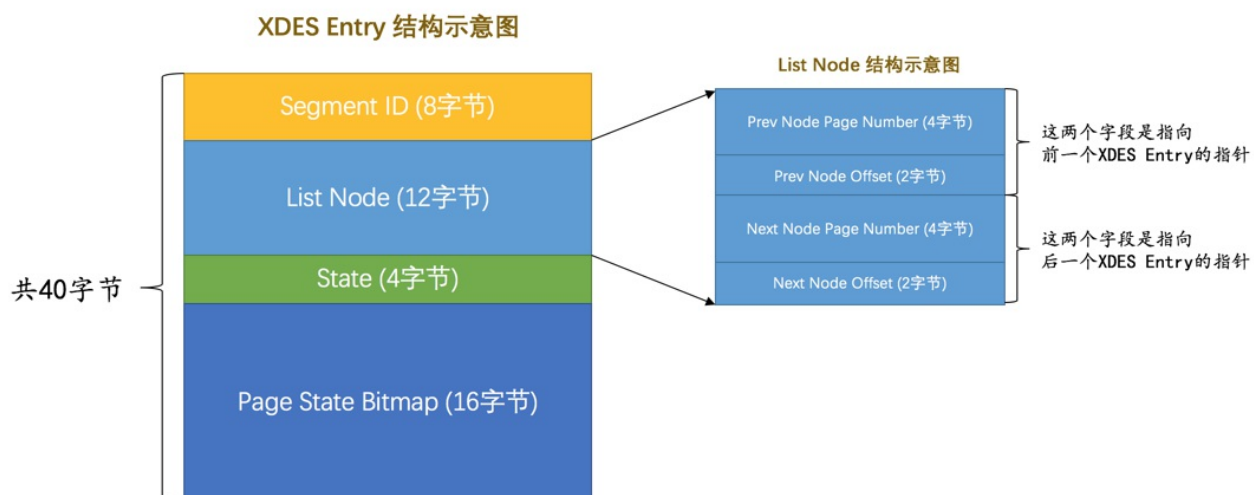 XDES Entry 结构示意图
Segment ID (8字节)
List Node (12字节)
State (4字节)
Page State Bitmap (16字节)
共40字节
List Node 结构示意图
Prev Node Page Number (4字节)
Prev Node Offset (2字节)
Next Node Page Number (4字节)
Next Node Offset (2字节)
这两个字段是指向
前一个XDES Entry的指针
这两个字段是指向
后一个XDES Entry的指针